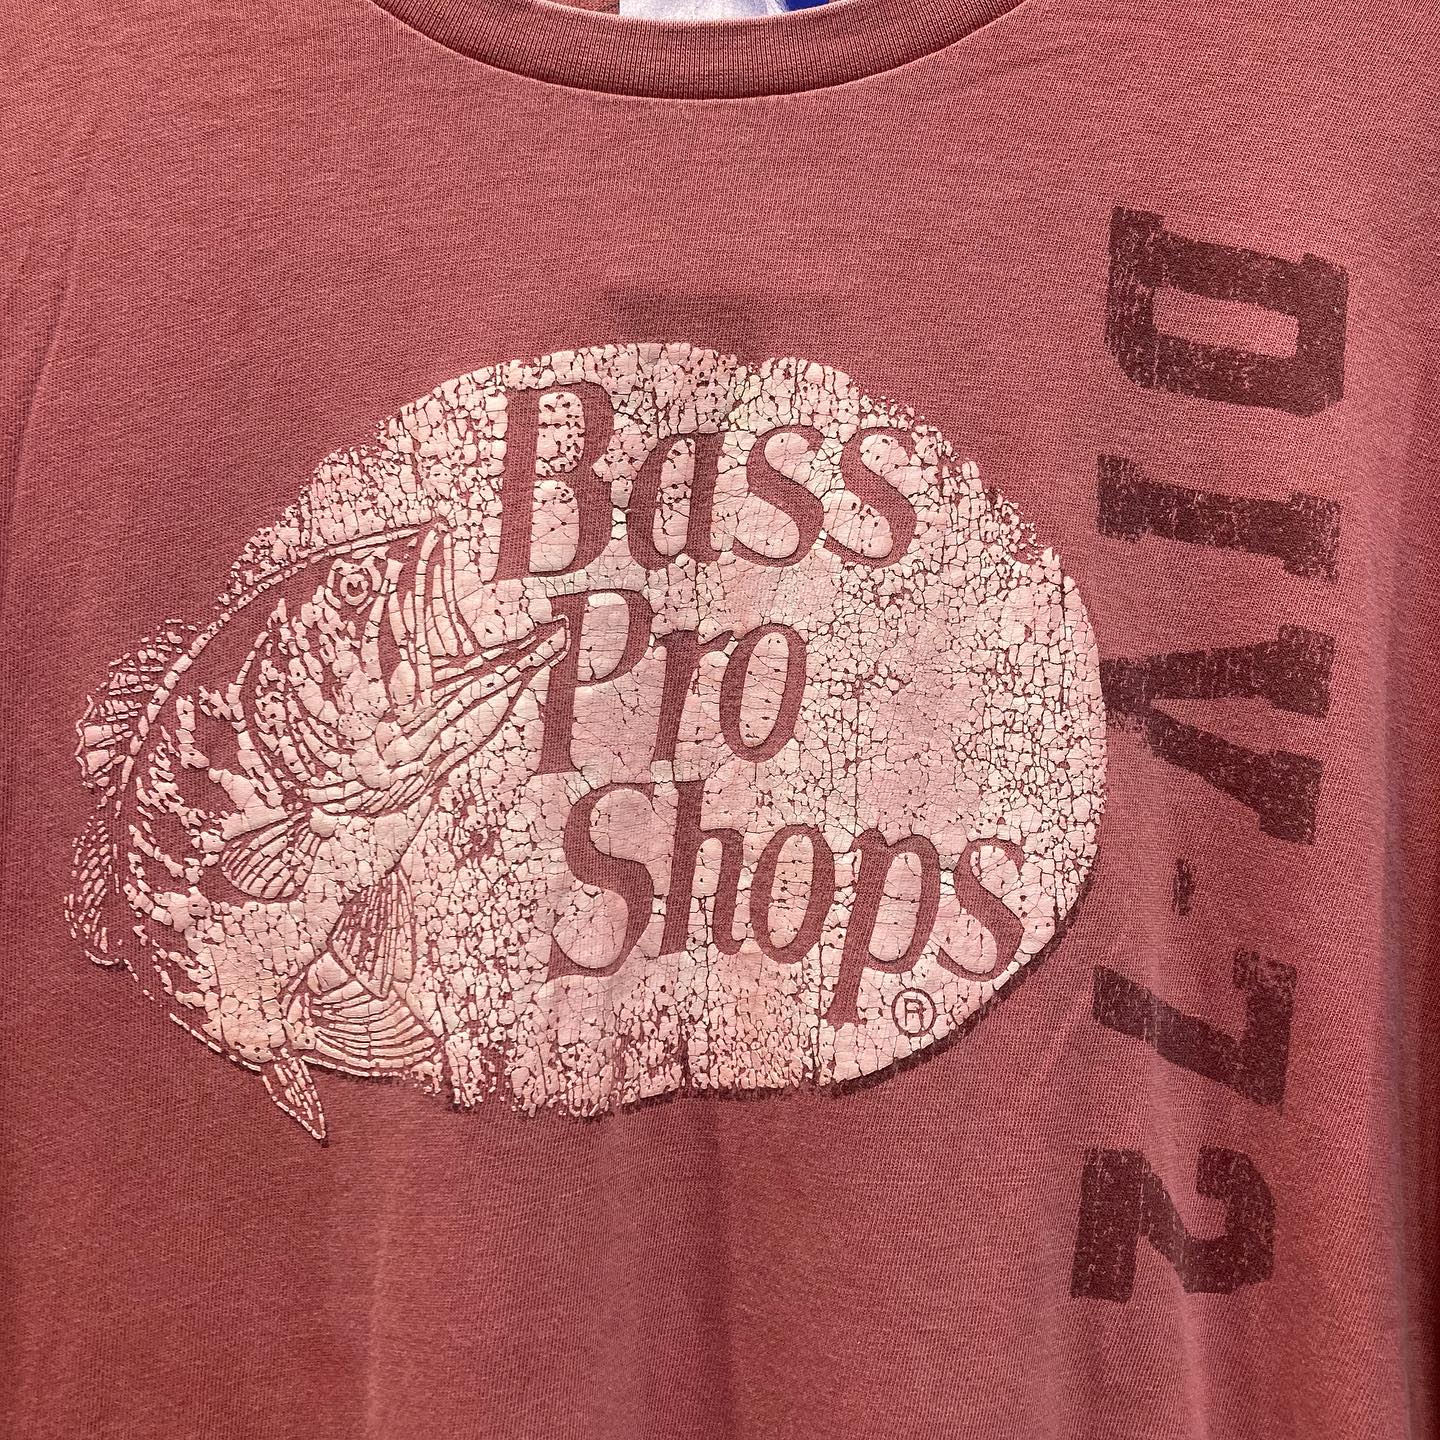 Bass
Pro
Shops
®
DIV-72